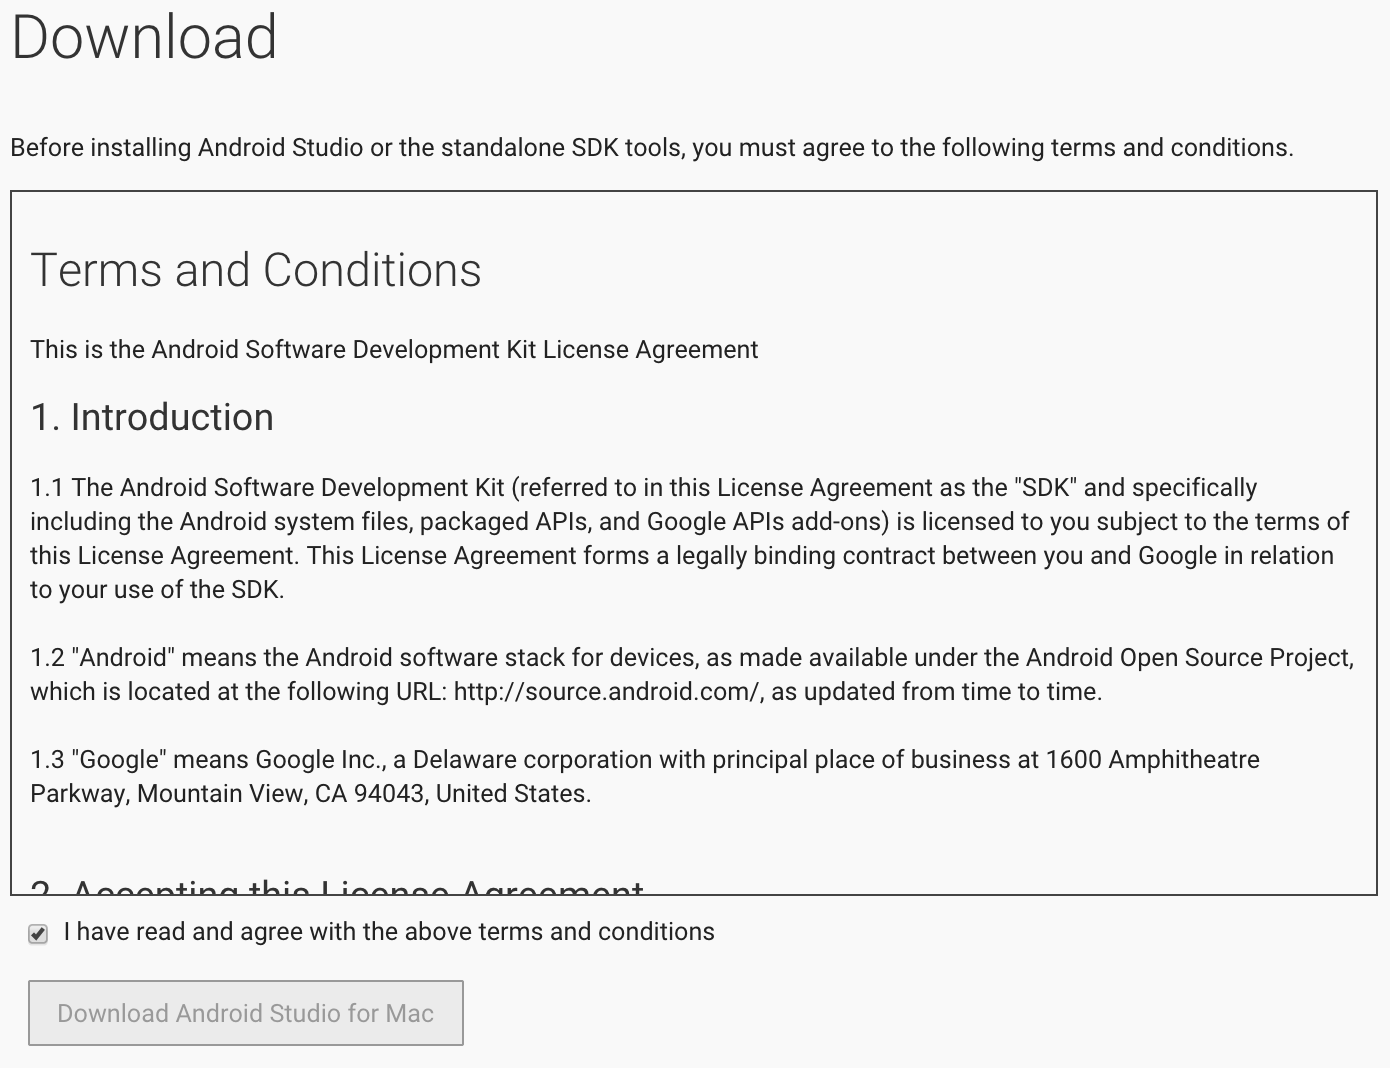 Download
Before installing Android Studio or the standalone SDK tools, you must agree to the following terms and conditions.
Terms and Conditions
This is the Android Software Development Kit License Agreement
1. Introduction
1.1 The Android Software Development Kit (referred to in this License Agreement as the "SDK" and specifically
including the Android system files, packaged APIs, and Google APIs add-ons) is licensed to you subject to the terms of
this License Agreement. This License Agreement forms a legally binding contract between you and Google in relation
to your use of the SDK.
1.2 "Android" means the Android software stack for devices, as made available under the Android Open Source Project,
which is located at the following URL: http://source.android.com/, as updated from time to time.
1.3 "Google" means Google Inc., a Delaware corporation with principal place of business at 1600 Amphitheatre
Parkway, Mountain View, CA 94043, United States.
2. Accepting this License Agreement
I have read and agree with the above terms and conditions
Download Android Studio for Mac